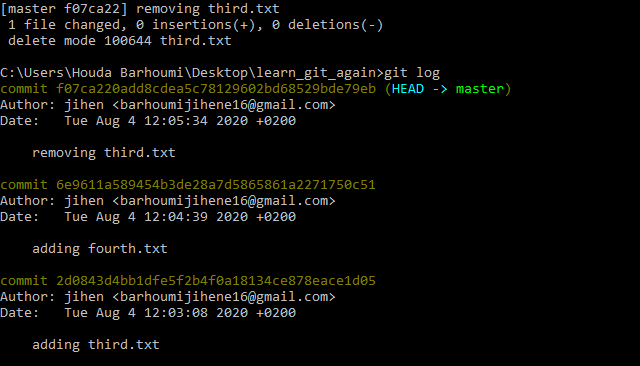 [master f07ca22] removing third.txt
 1 file changed, 0 insertions(+), 0 deletions(-)
 delete mode 100644 third.txt
C:\Users\Houda Barhoumi\Desktop\learn_git_again>git log
commit f07ca220add8cdea5c78129602bd68529bde79eb (HEAD -> master)
Author: jihen <barhoumijihene16@gmail.com>
Date:   Tue Aug 4 12:05:34 2020 +0200
    removing third.txt
commit 6e9611a589454b3de28a7d5865861a2271750c51
Author: jihen <barhoumijihene16@gmail.com>
Date:   Tue Aug 4 12:04:39 2020 +0200
    adding fourth.txt
commit 2d0843d4bb1dfe5f2b4f0a18134ce878eace1d05
Author: jihen <barhoumijihene16@gmail.com>
Date:   Tue Aug 4 12:03:08 2020 +0200
    adding third.txt